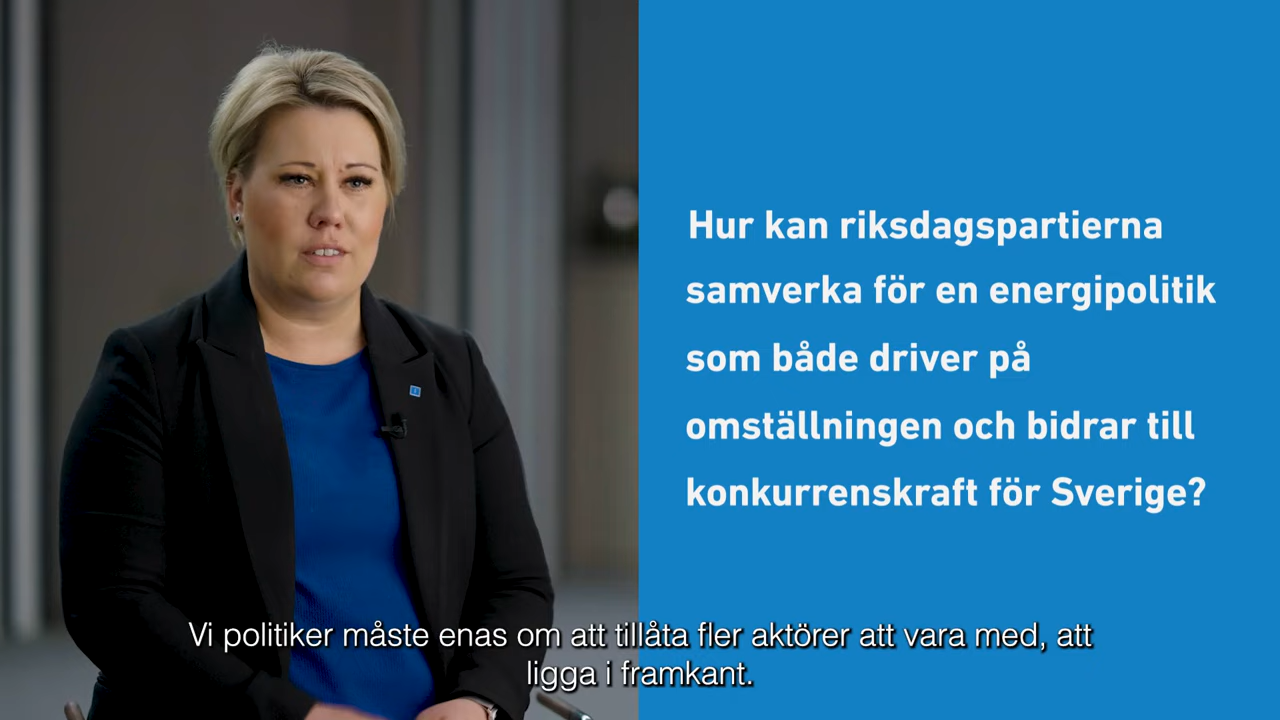 Hur kan riksdagspartierna
samverka för en energipolitik
som både driver på
omställningen och bidrar till
konkurrenskraft för Sverige?
Vi politiker måste enas om att tillåta fler aktörer att vara med, att
ligga i framkant.